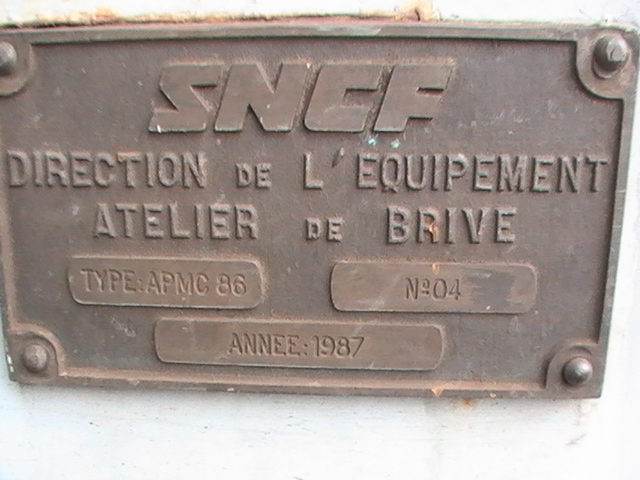 SNCF
DIRECTION DE L'EQUIPEMENT
ATELIER DE BRIVE
TYPE: APMC 86
Nº04
ANNEE: 1987